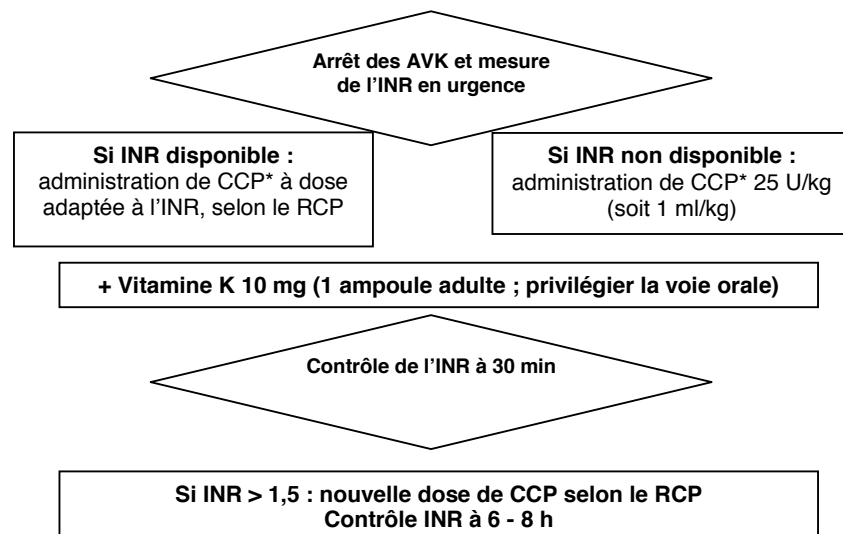 Arrêt des AVK et mesure
de l'INR en urgence
Si INR disponible :
administration de CCP* à dose
adaptée à l'INR, selon le RCP
Si INR non disponible :
administration de CCP* 25 U/kg
(soit 1 ml/kg)
+ Vitamine K 10 mg (1 ampoule adulte ; privilégier la voie orale)
Contrôle de l'INR à 30 min
Si INR > 1,5 : nouvelle dose de CCP selon le RCP
Contrôle INR à 6 - 8 h